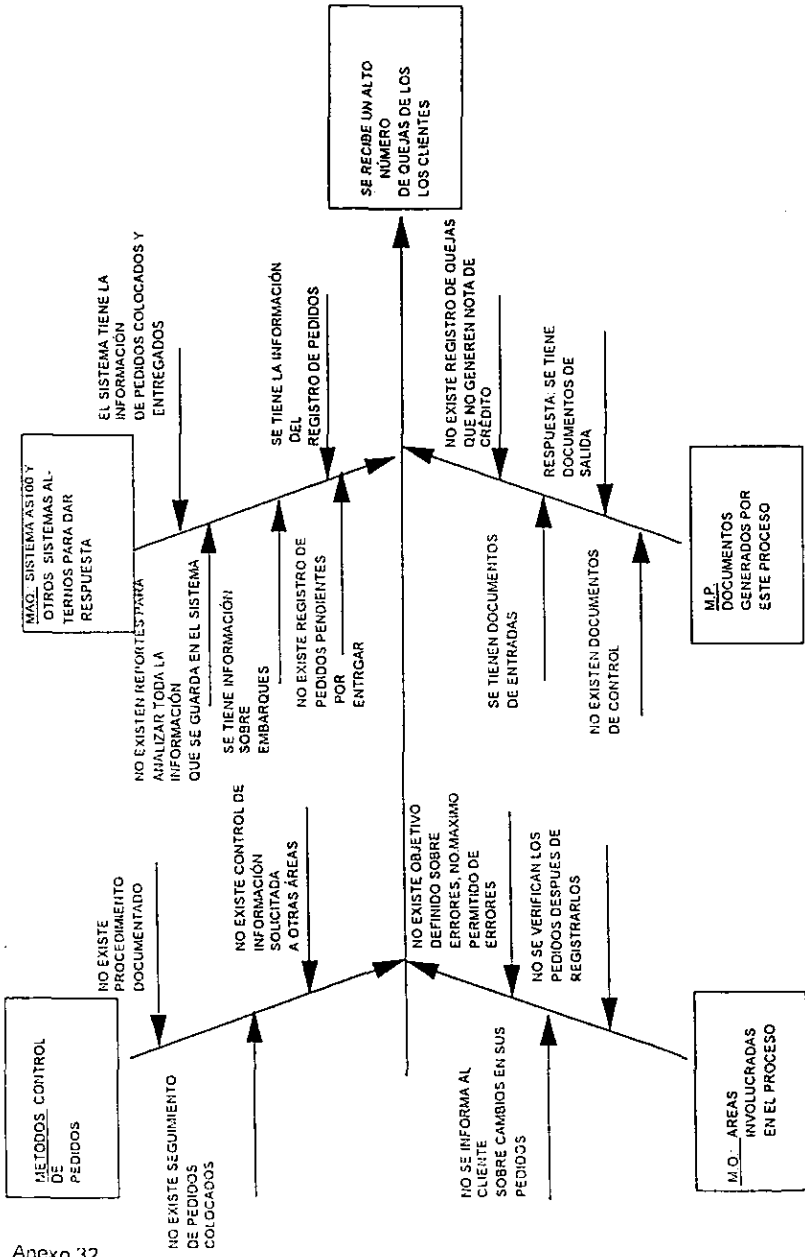 METODOS CONTROL
DE
PEDIDOS
NO EXISTE
PROCEDIMIENTO
DOCUMENTADO
NO EXISTE SEGUIMIENTO
DE PEDIDOS
COLOCADOS
NO EXISTE CONTROL DE
INFORMACIÓN
SOLICITADA
A OTRAS ÁREAS
MAQ. SISTEMA AS100 Y
OTROS SISTEMAS AL-
TERNOS PARA DAR
RESPUESTA
EL SISTEMA TIENE LA
INFORMACIÓN
DE PEDIDOS COLOCADOS Y
ENTREGADOS
NO EXISTEN REPORTES PARA
ANALIZAR TODA LA
INFORMACIÓN
QUE SE GUARDA EN EL SISTEMA
SE TIENE INFORMACIÓN
SOBRE
EMBARQUES
SE TIENE LA INFORMACIÓN
DEL
REGISTRO DE PEDIDOS
NO EXISTE REGISTRO DE
PEDIDOS PENDIENTES
POR
ENTRGAR
SE RECIBE UN ALTO
NÚMERO
DE QUEJAS DE LOS
LOS CLIENTES
NO EXISTE OBJETIVO
DEFINIDO SOBRE
ERRORES, NO.MAXIMO
PERMITIDO DE
ERRORES
NO SE INFORMA AL
CLIENTE
SOBRE CAMBIOS EN SUS
PEDIDOS
NO SE VERIFICAN LOS
PEDIDOS DESPUES DE
REGISTRARLOS
M.O.: AREAS
INVOLUCRADAS
EN EL PROCESO
NO EXISTE REGISTRO DE QUEJAS
QUE NO GENEREN NOTA DE
CRÉDITO
SE TIENEN DOCUMENTOS
DE ENTRADAS
RESPUESTA: SE TIENE
DOCUMENTOS DE
SALIDA
NO EXISTEN DOCUMENTOS
DE CONTROL
M.P.
DOCUMENTOS
GENERADOS POR
ESTE PROCESO
Anexo 32